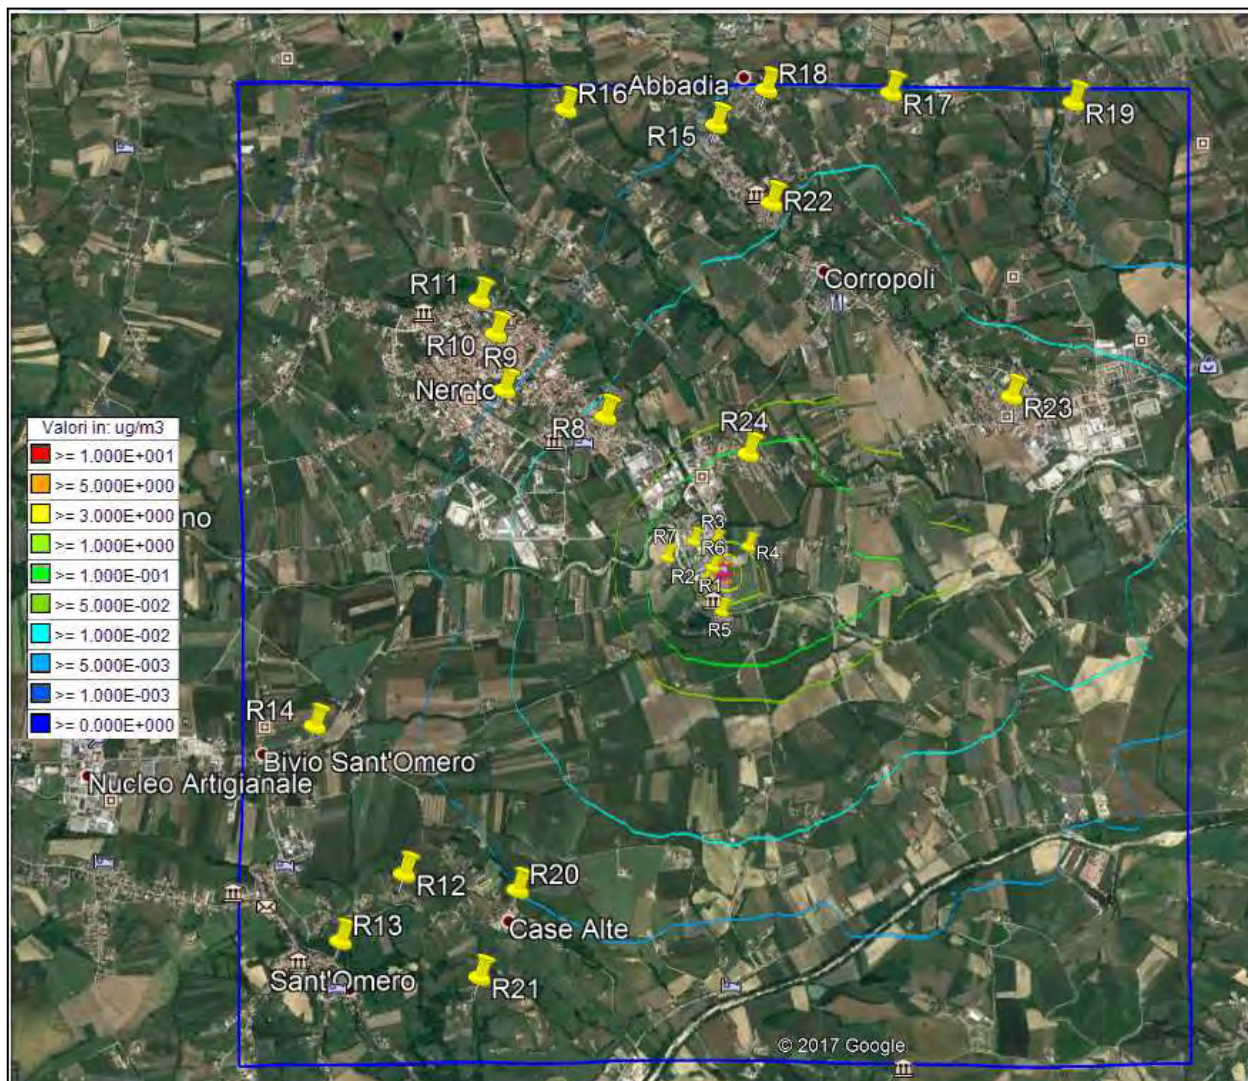 Abbadia
R18
R16
R17
R19
R15
R22
Corropoli
R11
R10
R9
Nereto
R8
R23
R24
Valori in: ug/m3
>= 1.000E+001
>= 5.000E+000
>= 3.000E+000
>= 1.000E+000
>= 1.000E-001
>= 5.000E-002
>= 1.000E-002
>= 5.000E-003
>= 1.000E-003
>= 0.000E+000
no
R3
R7
R6
R4
R2
R1
R5
R14
Bivio Sant'Omero
Nucleo Artigianale
R12
R20
R13
Case Alte
Sant'Omero
R21
© 2017 Google